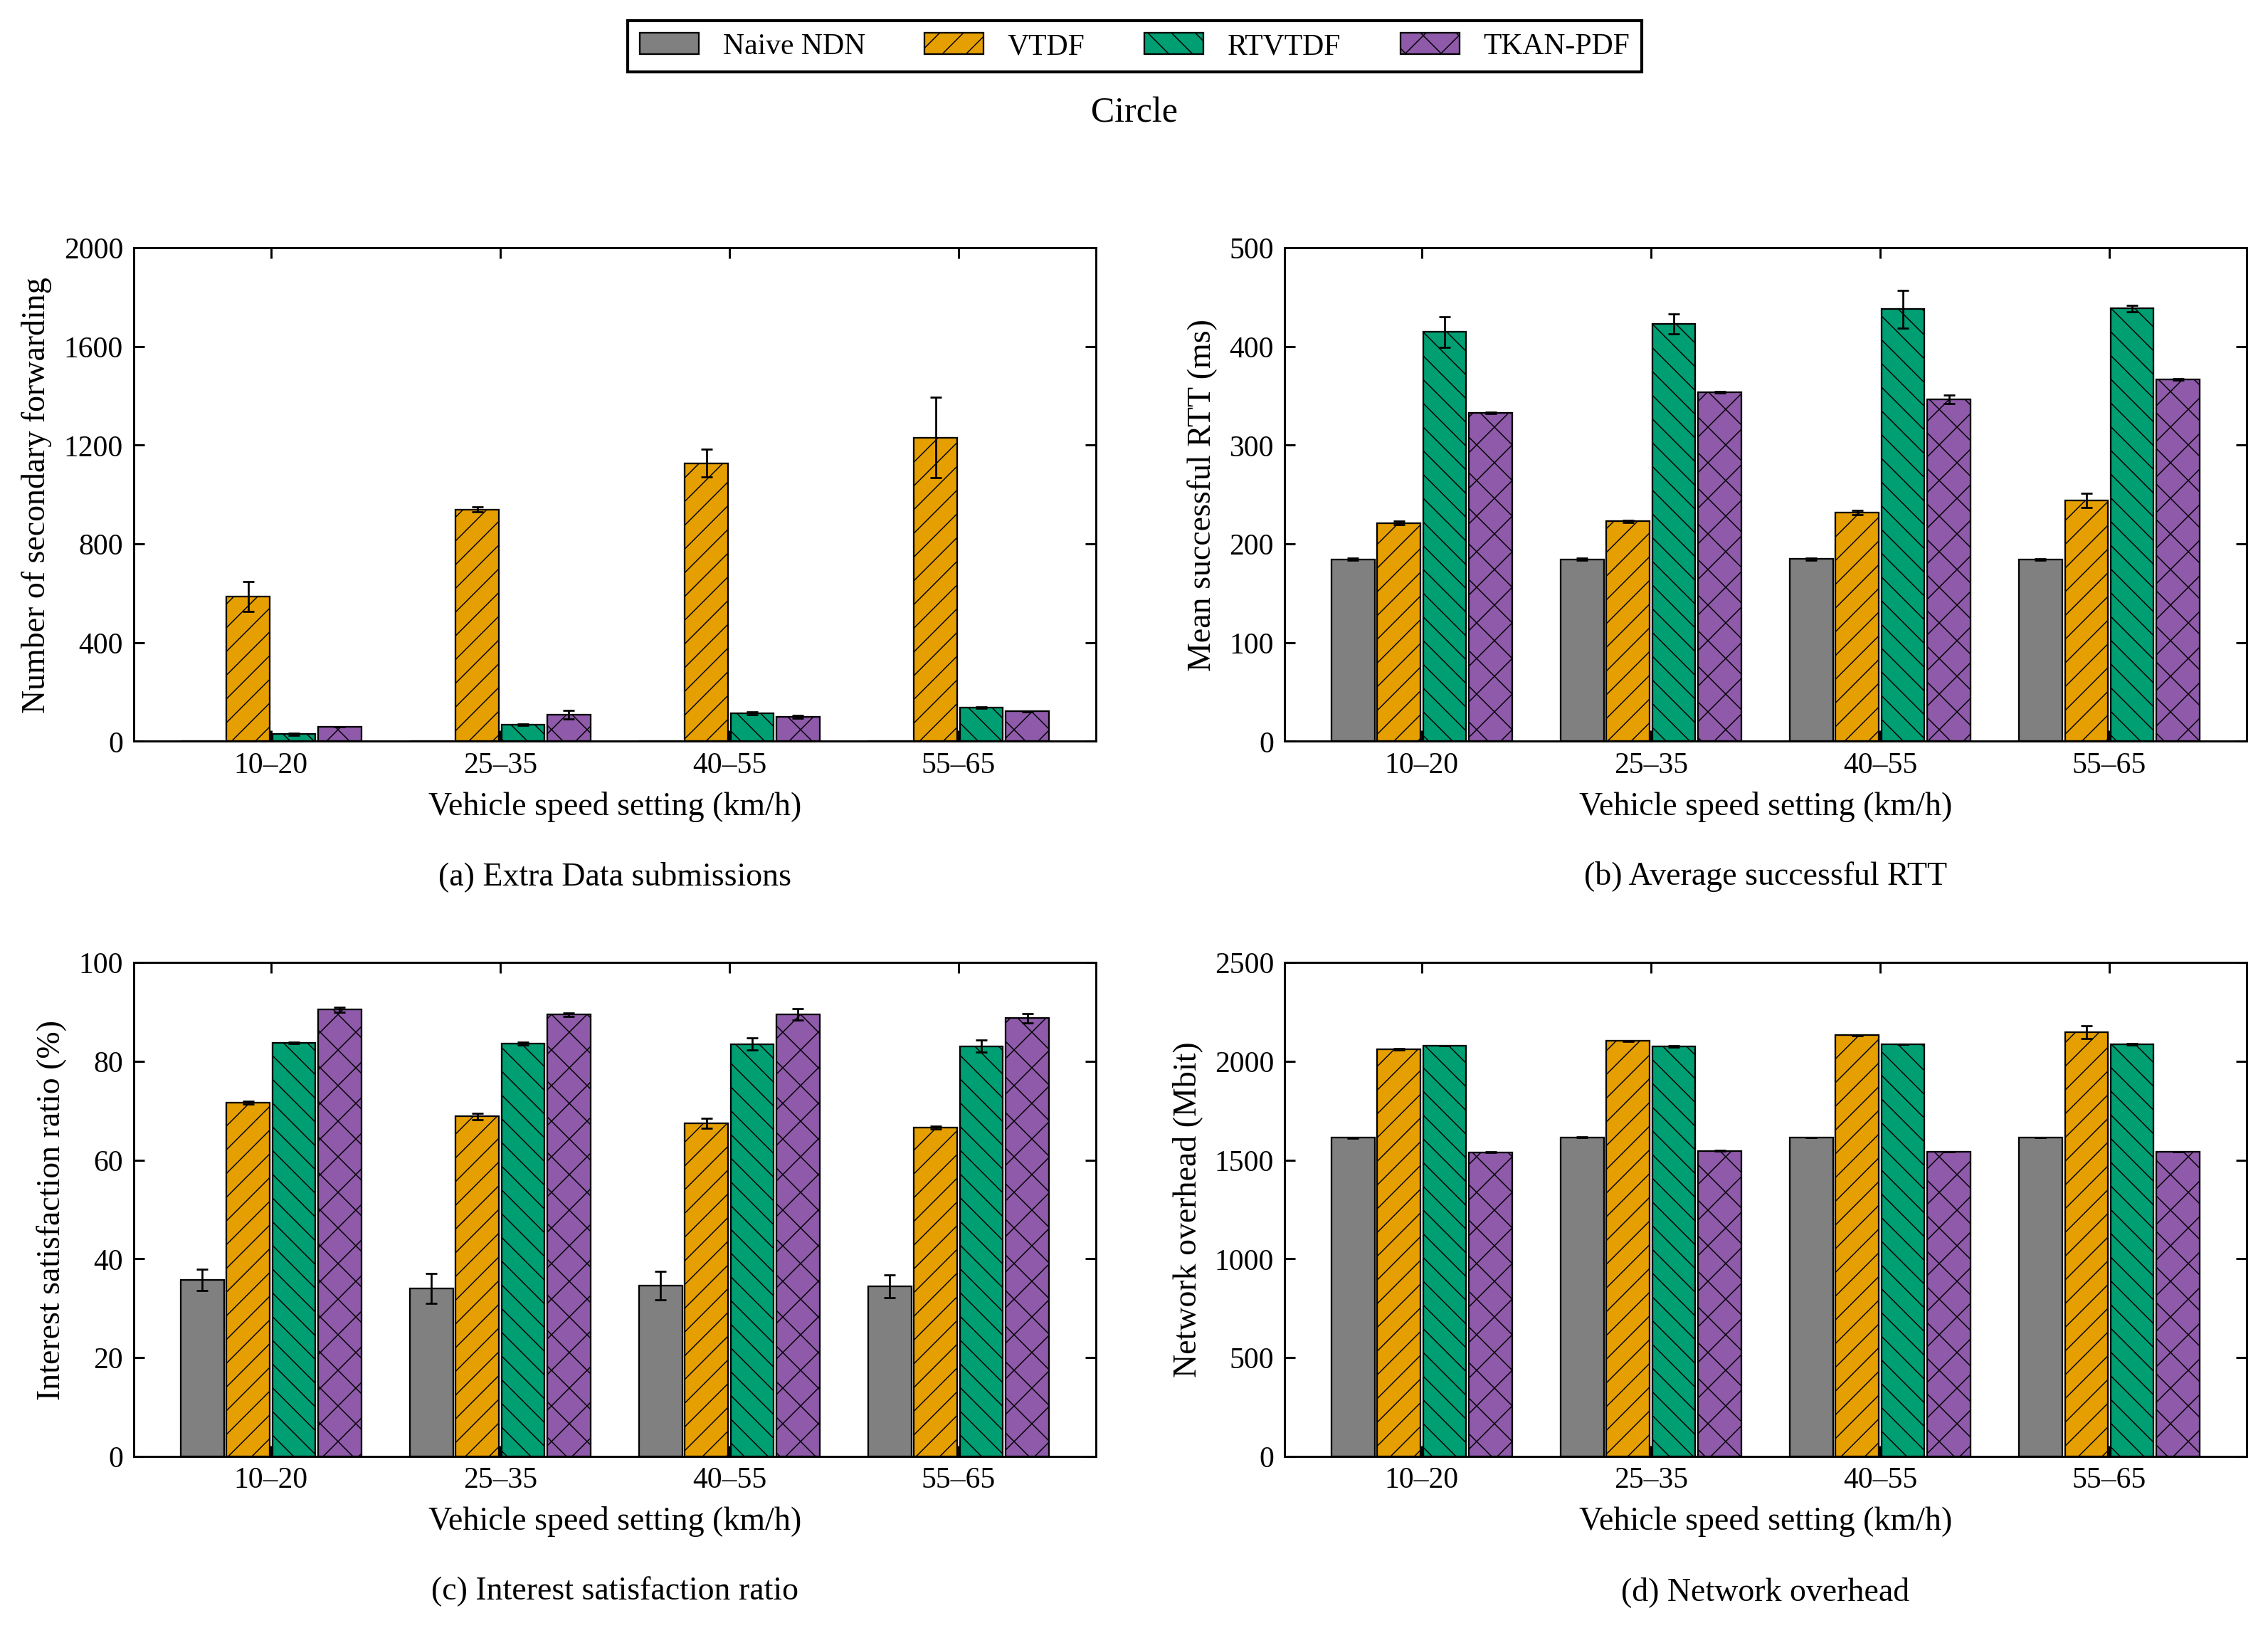 Naive NDN VTDF RTVTDF TKAN-PDF
Circle
Number of secondary forwarding
2000
1600
1200
800
400
0
10–20 25–35 40–55 55–65
Vehicle speed setting (km/h)
(a) Extra Data submissions
Mean successful RTT (ms)
500
400
300
200
100
0
10–20 25–35 40–55 55–65
Vehicle speed setting (km/h)
(b) Average successful RTT
Interest satisfaction ratio (%)
100
80
60
40
20
0
10–20 25–35 40–55 55–65
Vehicle speed setting (km/h)
(c) Interest satisfaction ratio
Network overhead (Mbit)
2500
2000
1500
1000
500
0
10–20 25–35 40–55 55–65
Vehicle speed setting (km/h)
(d) Network overhead